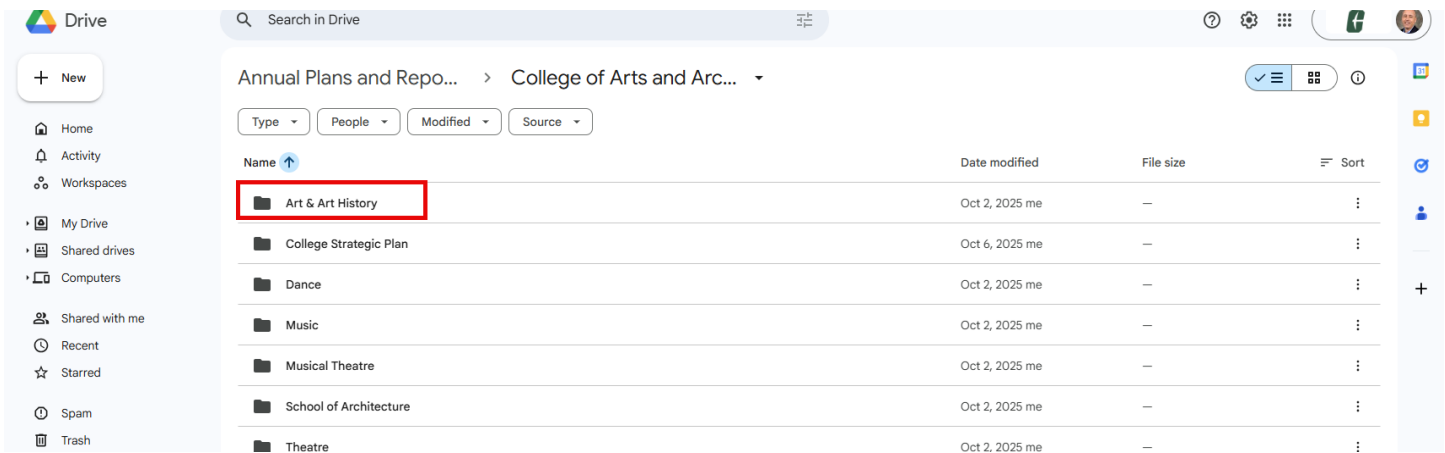 Drive
Search in Drive
New
Annual Plans and Repo... > College of Arts and Arc...
Type People Modified Source
Home
Activity
Workspaces
My Drive
Shared drives
Computers
Shared with me
Recent
Starred
Spam
Trash
Name Date modified File size Sort
Art & Art History Oct 2, 2025 me —
College Strategic Plan Oct 6, 2025 me —
Dance Oct 2, 2025 me —
Music Oct 2, 2025 me —
Musical Theatre Oct 2, 2025 me —
School of Architecture Oct 2, 2025 me —
Theatre Oct 2, 2025 me —
31